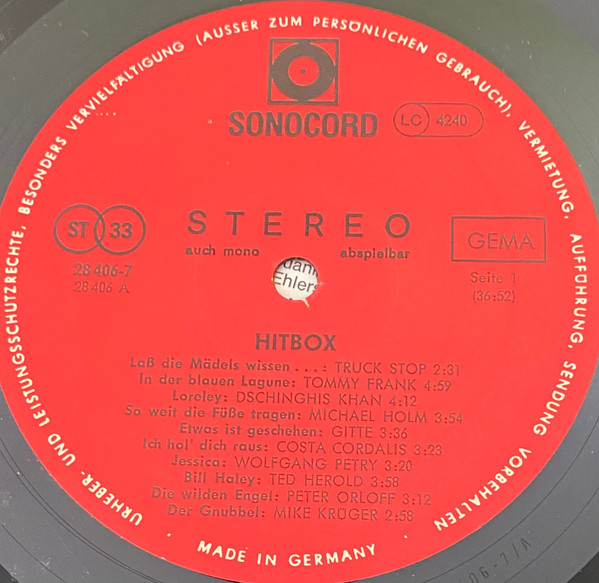 URHEBER- UND LEISTUNGSSCHUTZRECHTE, BESONDERS VERVIELFÄLTIGUNG (AUSSER ZUM PERSÖNLICHEN GEBRAUCH), VERMIETUNG, AUFFÜHRUNG, SENDUNG VORBEHALTEN
SONOCORD
LC 4240
ST 33
STEREO
auch mono abspielbar
GEMA
28 406-7
28 406 A
Seite 1
(36:52)
dann
Ehlers
HITBOX
Laß die Mädels wissen . . .: TRUCK STOP 2:31
In der blauen Lagune: TOMMY FRANK 4:59
Loreley: DSCHINGHIS KHAN 4:12
So weit die Füße tragen: MICHAEL HOLM 3:54
Etwas ist geschehen: GITTE 3:36
Ich hol' dich raus: COSTA CORDALIS 3:23
Jessica: WOLFGANG PETRY 3:20
Bill Haley: TED HEROLD 3:58
Die wilden Engel: PETER ORLOFF 3:12
Der Gnubbel: MIKE KRÜGER 2:58
· MADE IN GERMANY ·
06-7/A